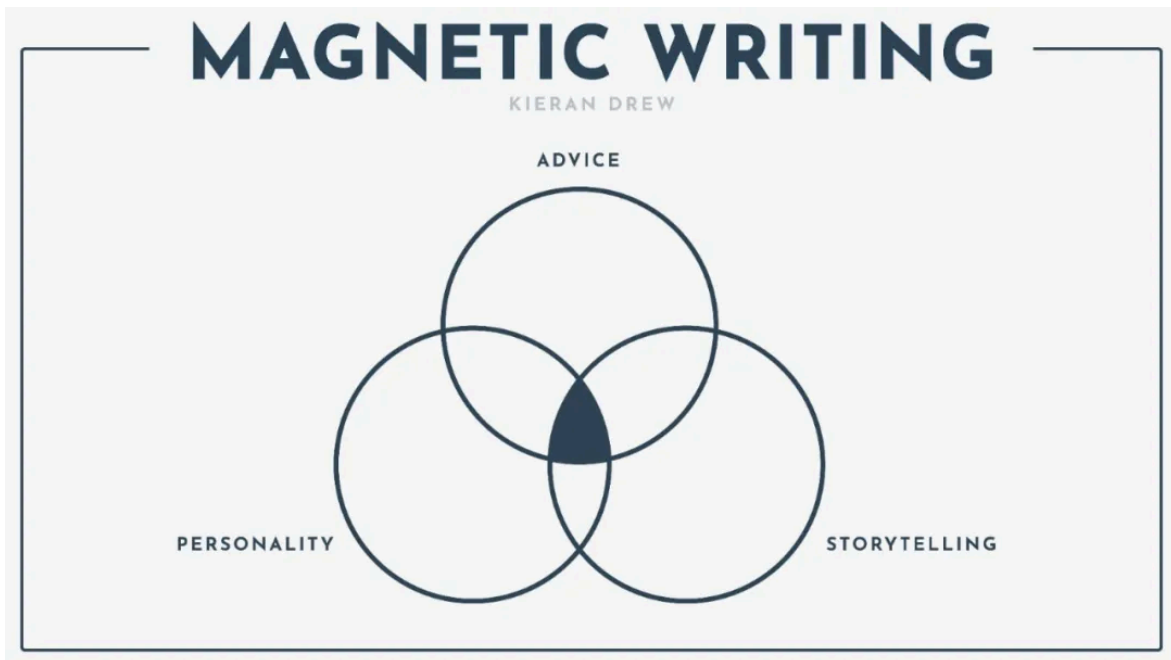 MAGNETIC WRITING
KIERAN DREW
ADVICE
PERSONALITY
STORYTELLING